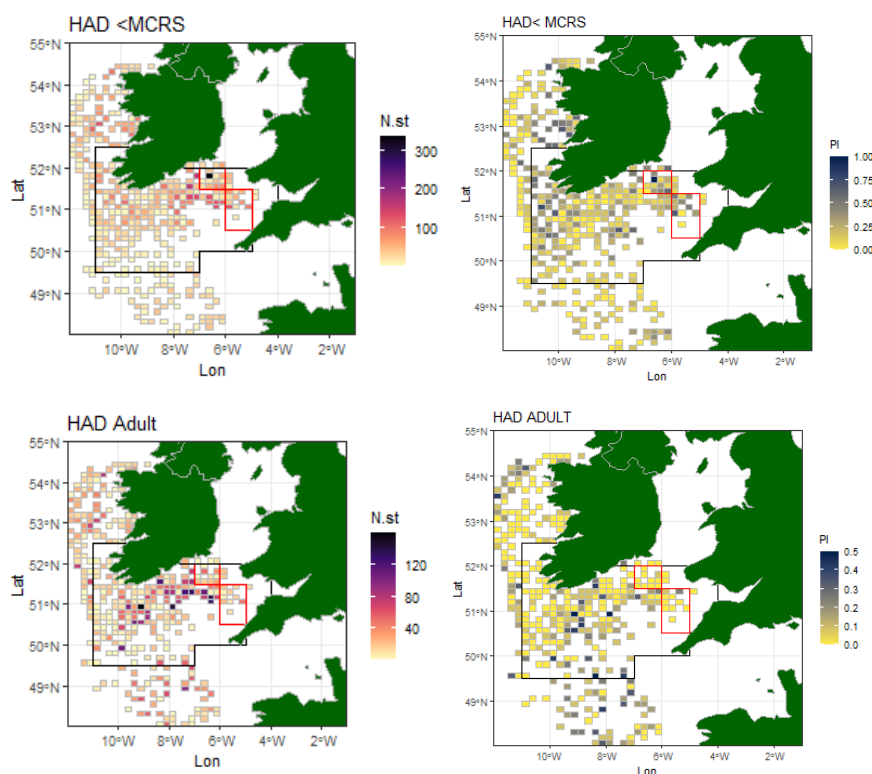 HAD <MCRS
55°N
54°N
53°N
52°N
51°N
50°N
49°N
Lat
10°W 8°W 6°W 4°W 2°W
Lon
N.st
300
200
100
HAD< MCRS
55°N
54°N
53°N
52°N
51°N
50°N
49°N
Lat
10°W 8°W 6°W 4°W 2°W
Lon
PI
1.00
0.75
0.50
0.25
0.00
HAD Adult
55°N
54°N
53°N
52°N
51°N
50°N
49°N
Lat
10°W 8°W 6°W 4°W 2°W
Lon
N.st
120
80
40
HAD ADULT
55°N
54°N
53°N
52°N
51°N
50°N
49°N
Lat
10°W 8°W 6°W 4°W 2°W
Lon
PI
0.5
0.4
0.3
0.2
0.1
0.0